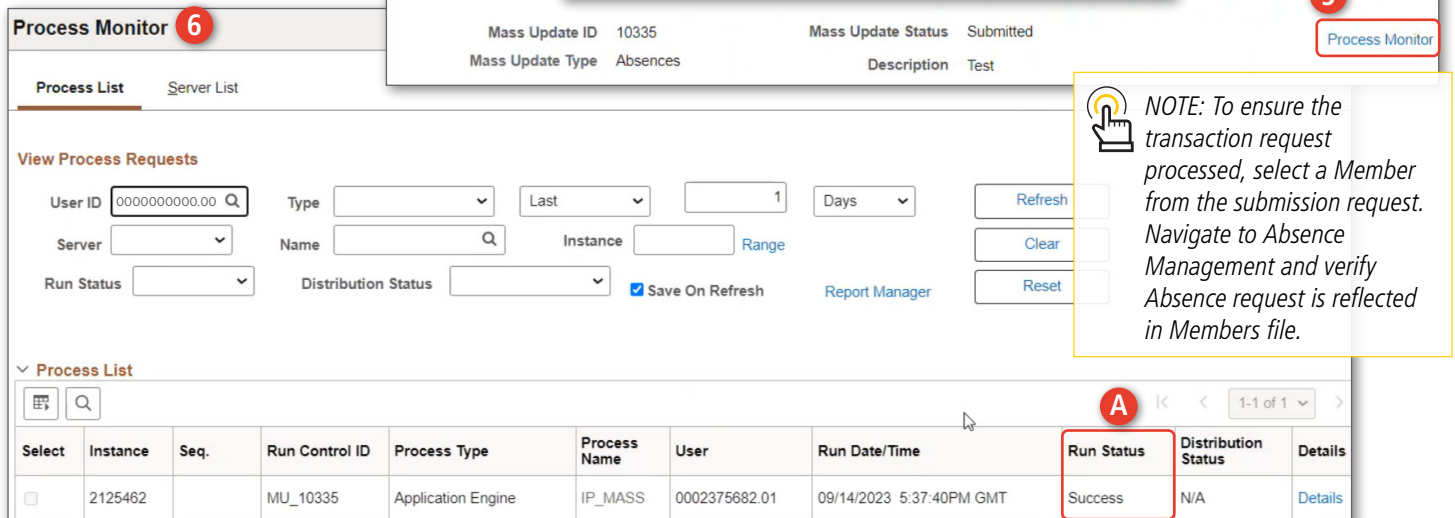 Process Monitor 6
Mass Update ID 10335 Mass Update Status Submitted
Process Monitor
Mass Update Type Absences Description Test
Process List Server List
NOTE: To ensure the
transaction request
processed, select a Member
from the submission request.
Navigate to Absence
Management and verify
Absence request is reflected
in Members file.
View Process Requests
User ID 0000000000.00 Type Last 1 Days Refresh
Server Name Instance Range Clear
Run Status Distribution Status Save On Refresh Report Manager Reset
Process List
A 1-1 of 1
Select Instance Seq. Run Control ID Process Type Process Name User Run Date/Time Run Status Distribution Status Details
2125462 MU_10335 Application Engine IP_MASS 0002375682.01 09/14/2023 5:37:40PM GMT Success N/A Details